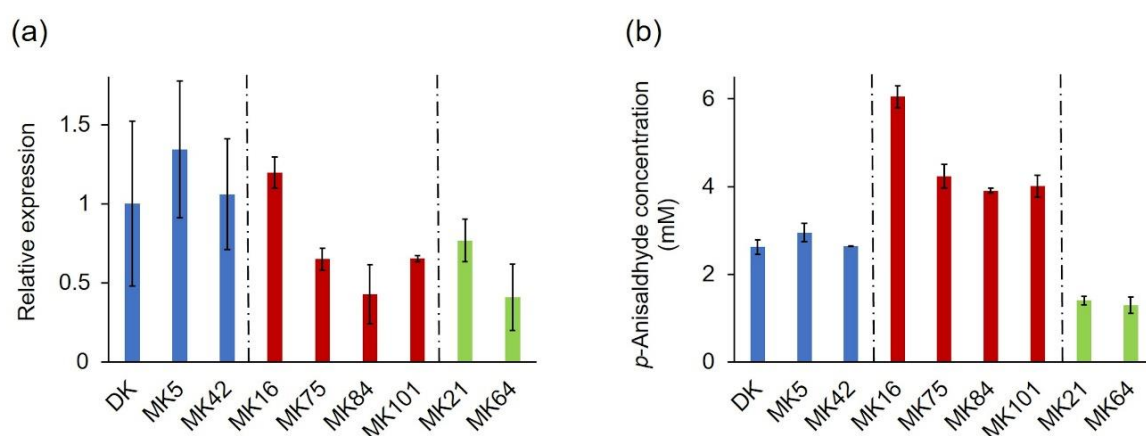 (a)
Relative expression
1.5
1
0.5
0
DK
MK5
MK42
MK16
MK75
MK84
MK101
MK21
MK64
(b)
p-Anisaldhyde concentration
(mM)
6
4
2
0
DK
MK5
MK42
MK16
MK75
MK84
MK101
MK21
MK64